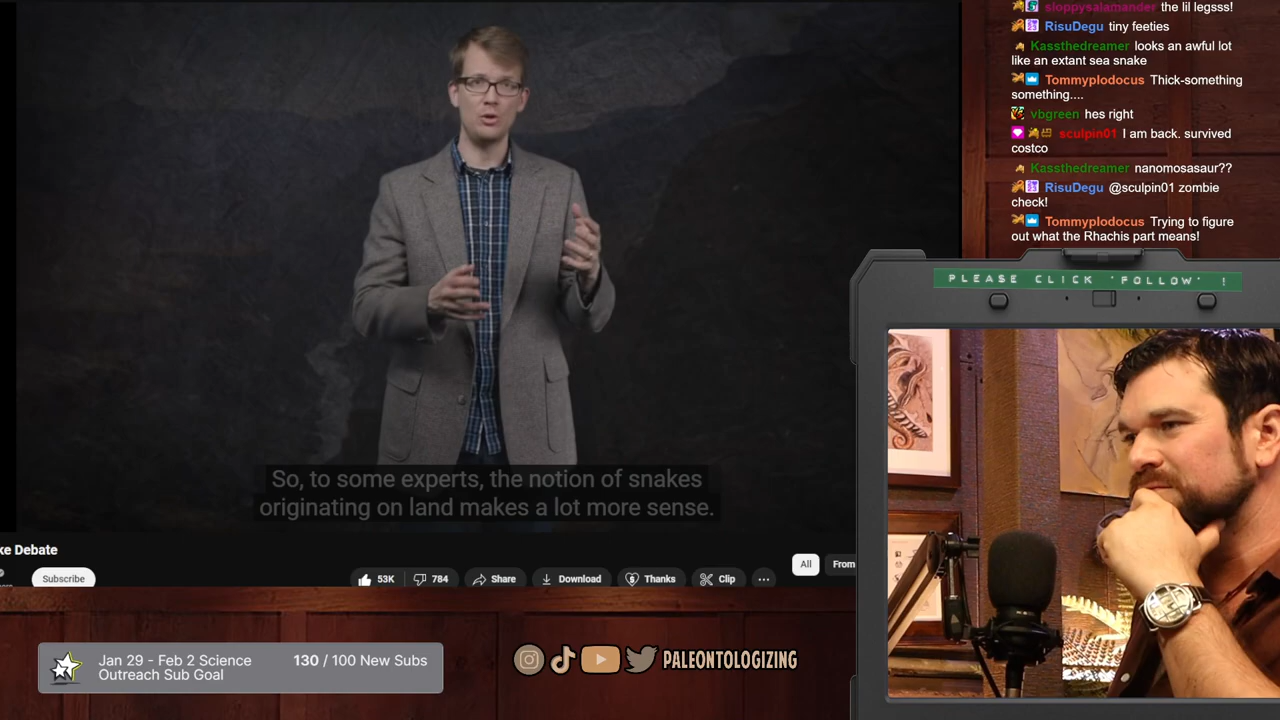 sloppysalamander the lil legsss!
RisuDegu tiny feeties
Kassthedreamer looks an awful lot
like an extant sea snake
Tommyplodocus Thick-something
something....
vbgreen hes right
sculpin01 I am back. survived
costco
Kassthedreamer nanomosasaur??
RisuDegu @sculpin01 zombie
check!
Tommyplodocus Trying to figure
out what the Rhachis part means!
PLEASE CLICK 'FOLLOW' !
So, to some experts, the notion of snakes
originating on land makes a lot more sense.
ke Debate
Subscribe
53K
784
Share
Download
Thanks
Clip
All
From
Jan 29 - Feb 2 Science
Outreach Sub Goal
130 / 100 New Subs
PALEONTOLOGIZING